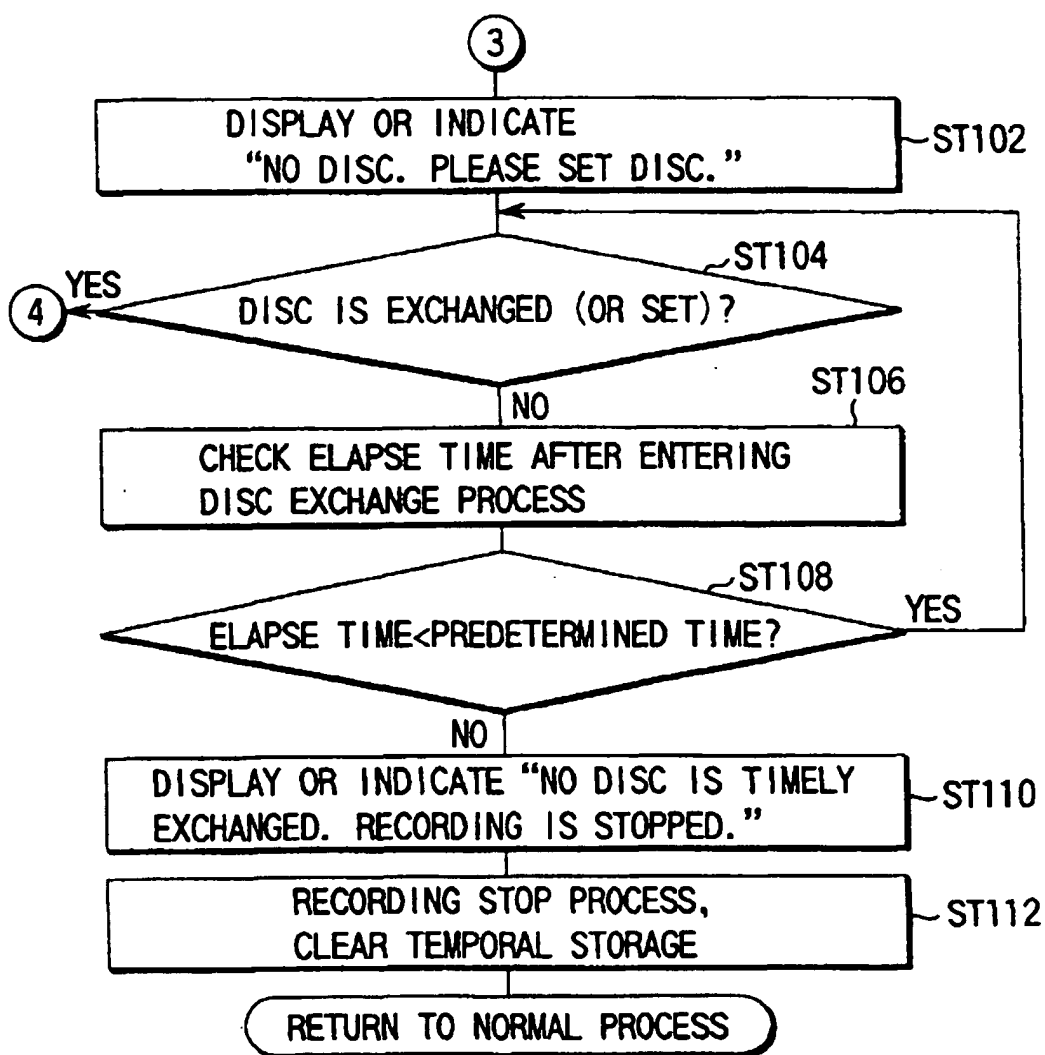 3
DISPLAY OR INDICATE
"NO DISC. PLEASE SET DISC."
ST102
ST104
YES
4
DISC IS EXCHANGED (OR SET)?
NO
ST106
CHECK ELAPSE TIME AFTER ENTERING
DISC EXCHANGE PROCESS
ST108
YES
ELAPSE TIME<PREDETERMINED TIME?
NO
DISPLAY OR INDICATE "NO DISC IS TIMELY
EXCHANGED. RECORDING IS STOPPED."
ST110
RECORDING STOP PROCESS,
CLEAR TEMPORAL STORAGE
ST112
RETURN TO NORMAL PROCESS